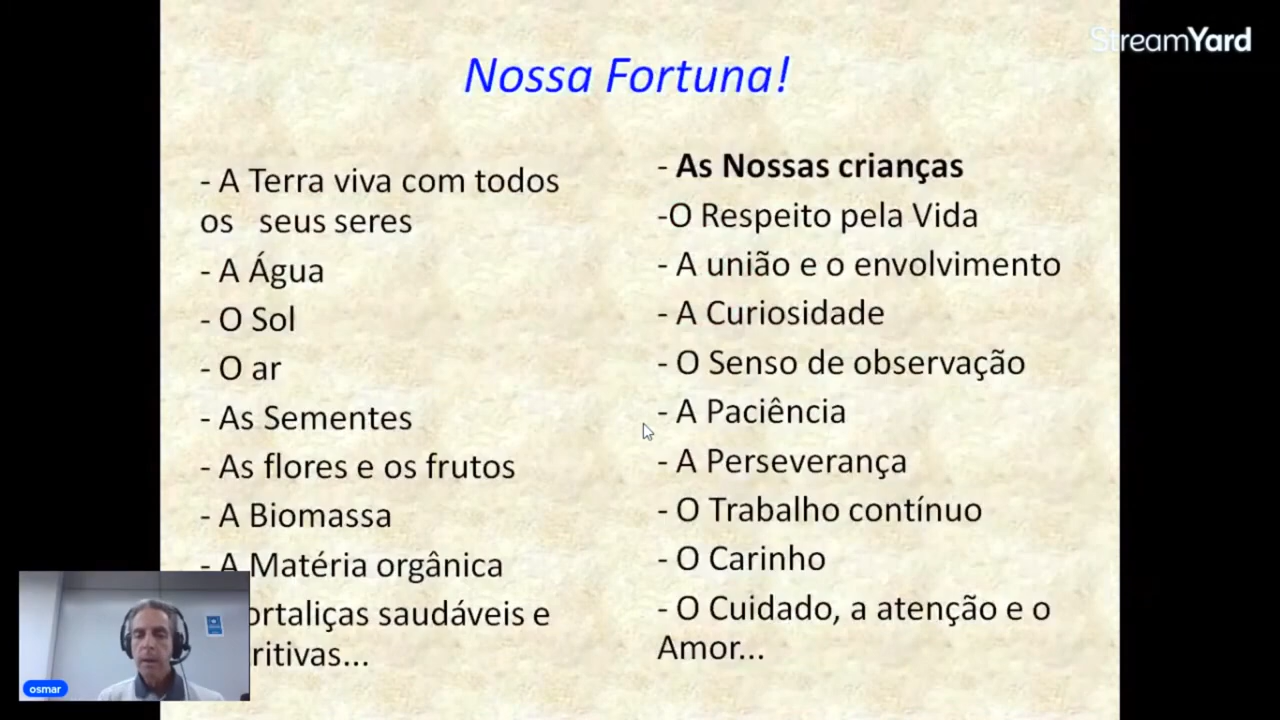 StreamYard
Nossa Fortuna!
- A Terra viva com todos
os seus seres
- A Água
- O Sol
- O ar
- As Sementes
- As flores e os frutos
- A Biomassa
- A Matéria orgânica
ortaliças saudáveis e
ritivas...
- As Nossas crianças
-O Respeito pela Vida
- A união e o envolvimento
- A Curiosidade
- O Senso de observação
- A Paciência
- A Perseverança
- O Trabalho contínuo
- O Carinho
- O Cuidado, a atenção e o
Amor...
osmar